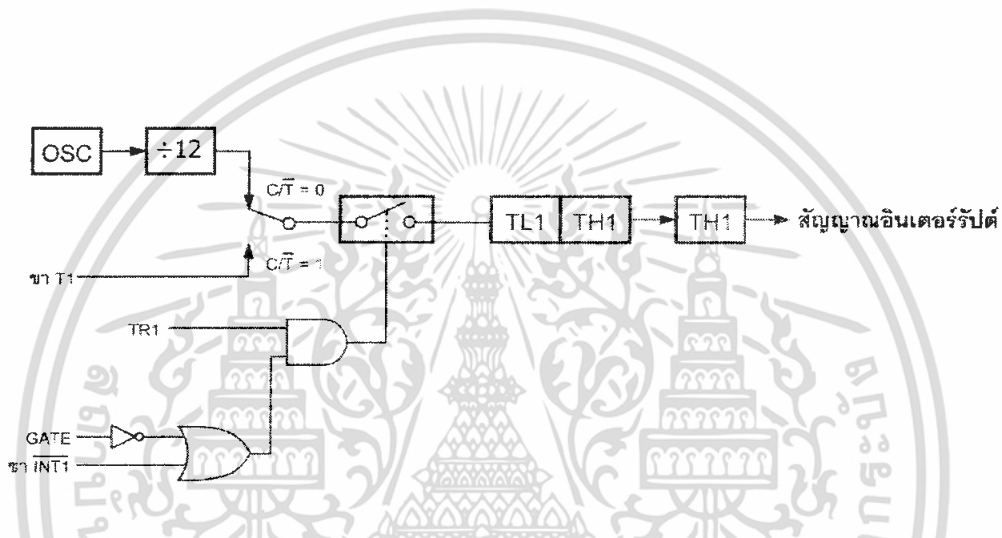 OSC
÷12
C/T̅ = 0
TL1
TH1
TH1
สัญญาณอินเตอร์รัปต์
C/T̅ = 1
ขา T1
TR1
GATE
ขา I̅N̅T̅1̅